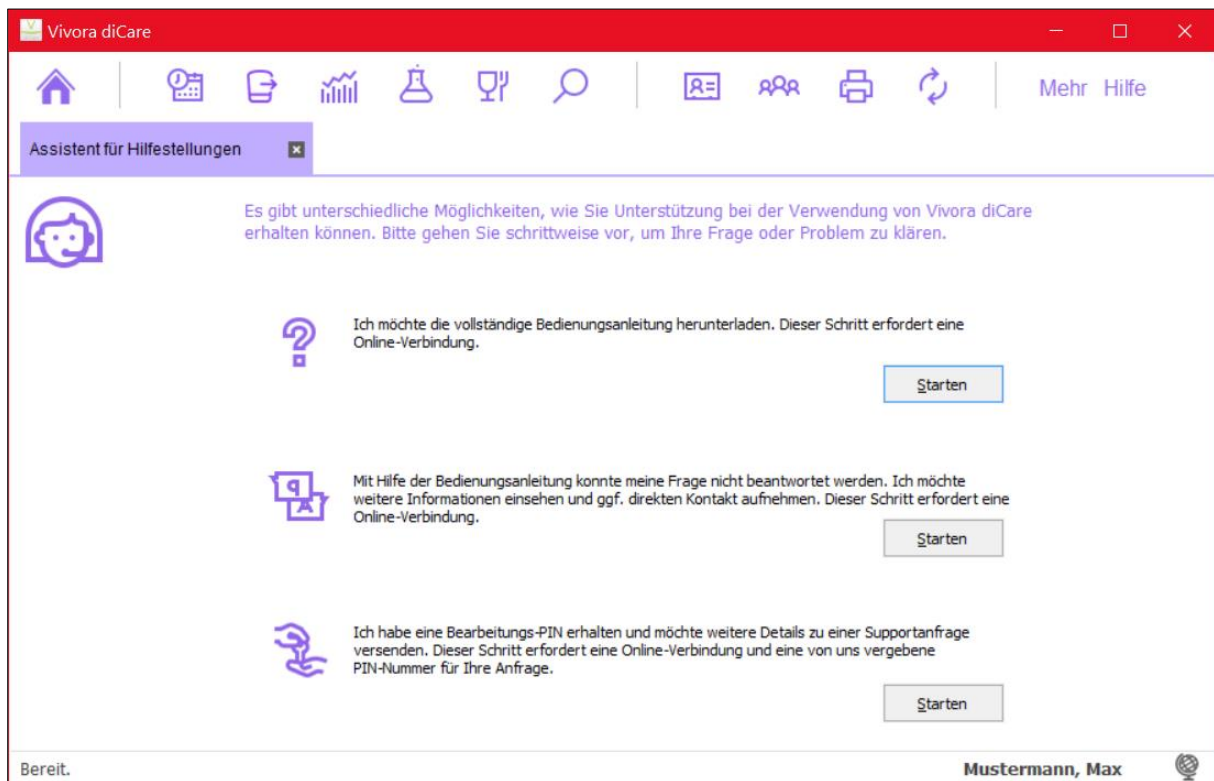 Vivora diCare
Mehr Hilfe
Assistent für Hilfestellungen
Es gibt unterschiedliche Möglichkeiten, wie Sie Unterstützung bei der Verwendung von Vivora diCare
erhalten können. Bitte gehen Sie schrittweise vor, um Ihre Frage oder Problem zu klären.
Ich möchte die vollständige Bedienungsanleitung herunterladen. Dieser Schritt erfordert eine
Online-Verbindung.
Starten
Mit Hilfe der Bedienungsanleitung konnte meine Frage nicht beantwortet werden. Ich möchte
weitere Informationen einsehen und ggf. direkten Kontakt aufnehmen. Dieser Schritt erfordert eine
Online-Verbindung.
Starten
Ich habe eine Bearbeitungs-PIN erhalten und möchte weitere Details zu einer Supportanfrage
versenden. Dieser Schritt erfordert eine Online-Verbindung und eine von uns vergebene
PIN-Nummer für Ihre Anfrage.
Starten
Bereit.
Mustermann, Max